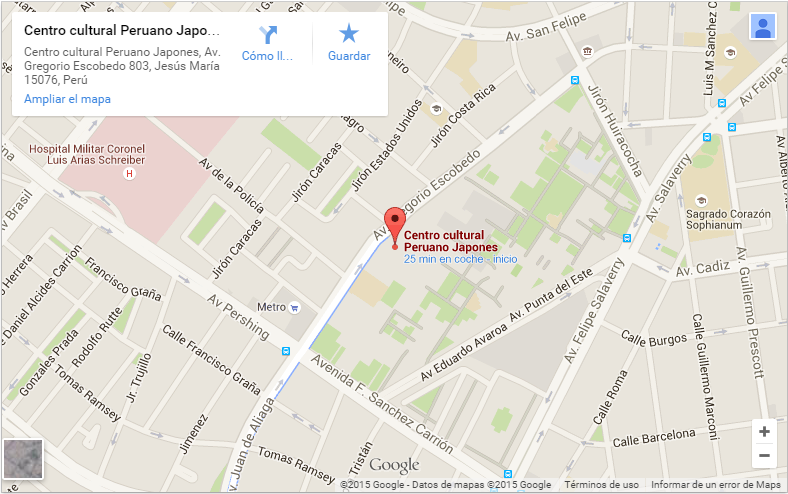 Centro cultural Peruano Japo...
Centro cultural Peruano Japones, Av.
Gregorio Escobedo 803, Jesús María
15076, Perú
Ampliar el mapa
Cómo ll...
Guardar
Av. San Felipe
Luis M Sanchez C
Av Felipe S
Jirón Huiracocha
Jirón Costa Rica
Jirón Estados Unidos
Jirón Caracas
Hospital Militar Coronel
Luis Arias Schreiber
H
Av de la Policía
Av. Gregorio Escobedo
Av. Salaverry
Av Alberto
Sagrado Corazón
Sophianum
Av Brasil
Centro cultural
Peruano Japones
25 min en coche - inicio
Jirón Caracas
Av. Cadiz
Av. Guillermo Prescott
Herrera
Daniel Alcides Carrion
Francisco Graña
Av Pershing
Metro
Av. Punta del Este
Av. Felipe Salaverry
Gonzales Prada
Rodolfo Rutte
Jr. Trujillo
Calle Francisco Graña
Av Eduardo Avaroa
Calle Burgos
Calle Guillermo Marconi
Tomas Ramsey
Avenida F. Sanchez Carrión
Calle Roma
Jimenez
Av. Juan de Aliaga
Calle Barcelona
Tomas Ramsey
Tristán
Google
+
−
©2015 Google - Datos de mapas ©2015 Google
Términos de uso
Informar de un error de Maps